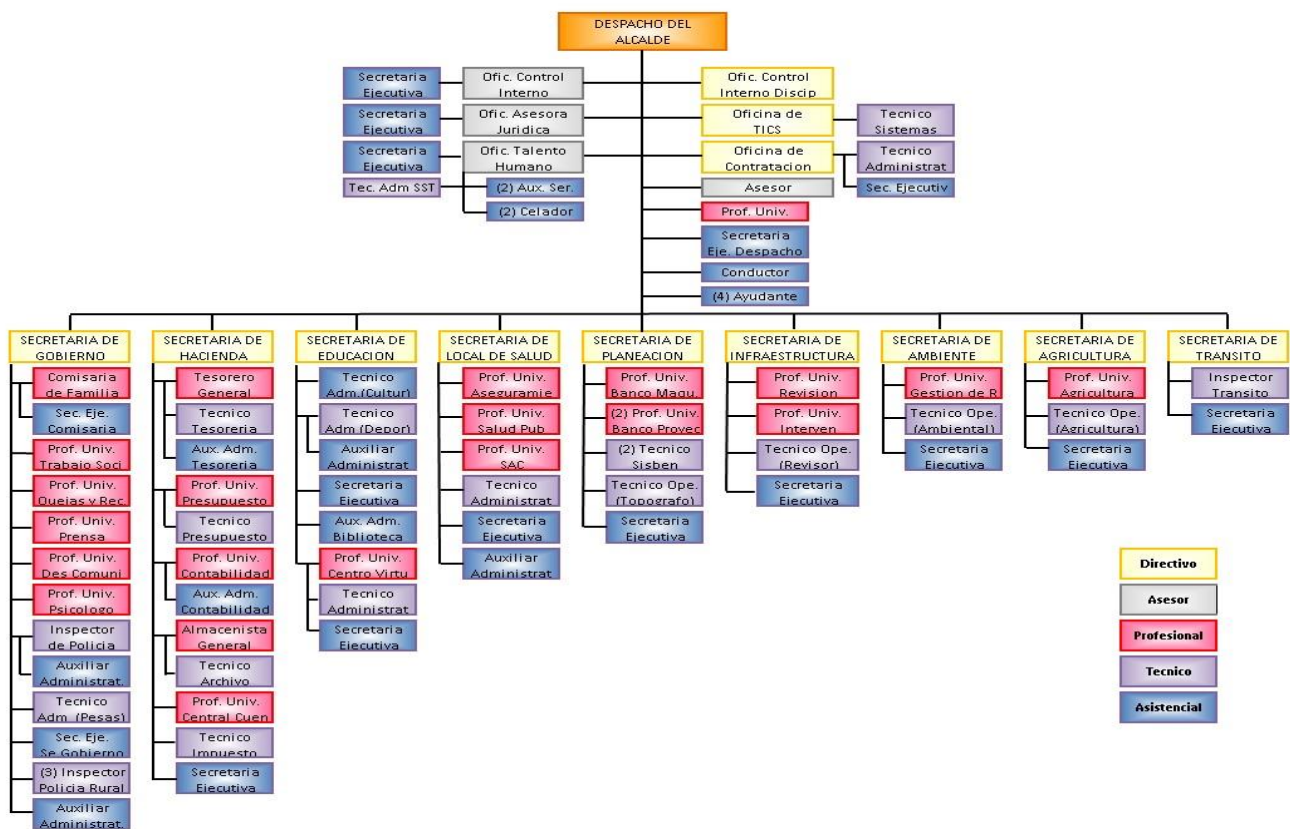 DESPACHO DEL
ALCALDE
Secretaria
Ejecutiva
Ofic. Control
Interno
Ofic. Control
Interno Discip
Secretaria
Ejecutiva
Ofic. Asesora
Juridica
Oficina de
TICS
Tecnico
Sistemas
Secretaria
Ejecutiva
Ofic. Talento
Humano
Oficina de
Contratacion
Tecnico
Administrat
Tec. Adm SST
(2) Aux. Ser.
Asesor
Sec. Ejecutiv
(2) Celador
Prof. Univ.
Secretaria
Eje. Despacho
Conductor
(4) Ayudante
SECRETARIA DE
GOBIERNO
Comisaria
de Familia
Sec. Eje.
Comisaria
Prof. Univ.
Trabajo Soci
Prof. Univ.
Quejas y Rec
Prof. Univ.
Prensa
Prof. Univ.
Des Comuni
Prof. Univ.
Psicologo
Inspector
de Policia
Auxiliar
Administrat.
Tecnico
Adm (Pesas)
Sec. Eje.
Se Gobierno
(3) Inspector
Policia Rural
Auxiliar
Administrat.
SECRETARIA DE
HACIENDA
Tesorero
General
Tecnico
Tesoreria
Aux. Adm.
Tesoreria
Prof. Univ.
Presupuesto
Tecnico
Presupuesto
Prof. Univ.
Contabilidad
Aux. Adm.
Contabilidad
Almacenista
General
Tecnico
Archivo
Prof. Univ.
Central Cuen
Tecnico
Impuesto
Secretaria
Ejecutiva
SECRETARIA DE
EDUCACION
Tecnico
Adm.(Cultur)
Tecnico
Adm (Depor)
Auxiliar
Administrat
Secretaria
Ejecutiva
Aux. Adm.
Biblioteca
Prof. Univ.
Centro Virtu
Tecnico
Administrat
Secretaria
Ejecutiva
SECRETARIA DE
LOCAL DE SALUD
Prof. Univ.
Aseguramie
Prof. Univ.
Salud Pub
Prof. Univ.
SAC
Tecnico
Administrat
Secretaria
Ejecutiva
Auxiliar
Administrat
SECRETARIA DE
PLANEACION
Prof. Univ.
Banco Maqu.
(2) Prof. Univ.
Banco Proyec
(2) Tecnico
Sisben
Tecnico Ope.
(Topografo)
Secretaria
Ejecutiva
SECRETARIA DE
INFRAESTRUCTURA
Prof. Univ.
Revision
Prof. Univ.
Interven
Tecnico Ope.
(Revisor)
Secretaria
Ejecutiva
SECRETARIA DE
AMBIENTE
Prof. Univ.
Gestion de R
Tecnico Ope.
(Ambiental)
Secretaria
Ejecutiva
SECRETARIA DE
AGRICULTURA
Prof. Univ.
Agricultura
Tecnico Ope.
(Agricultura)
Secretaria
Ejecutiva
SECRETARIA DE
TRANSITO
Inspector
Transito
Secretaria
Ejecutiva
Directivo
Asesor
Profesional
Tecnico
Asistencial